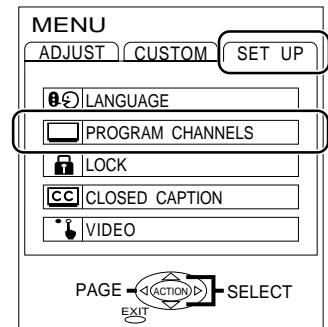 MENU
ADJUST CUSTOM SET UP
LANGUAGE
PROGRAM CHANNELS
LOCK
CC CLOSED CAPTION
VIDEO
PAGE ACTION SELECT
EXIT